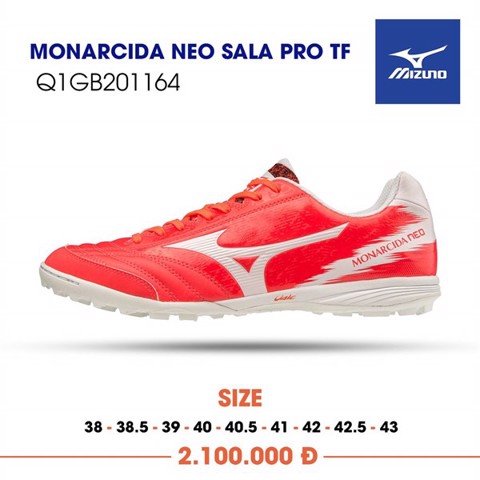 MONARCIDA NEO SALA PRO TF
Q1GB201164
MIZUNO
MONARCIDA NEO
SIZE
38 - 38.5 - 39 - 40 - 40.5 - 41 - 42 - 42.5 - 43
2.100.000 Đ